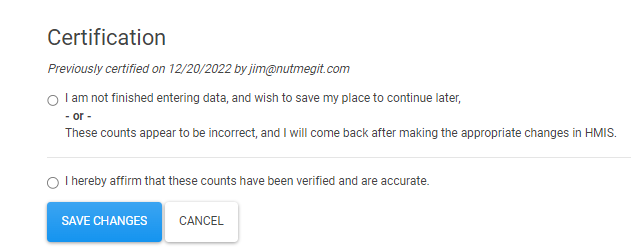 Certification
Previously certified on 12/20/2022 by jim@nutmegit.com
I am not finished entering data, and wish to save my place to continue later,
- or -
These counts appear to be incorrect, and I will come back after making the appropriate changes in HMIS.
I hereby affirm that these counts have been verified and are accurate.
SAVE CHANGES CANCEL